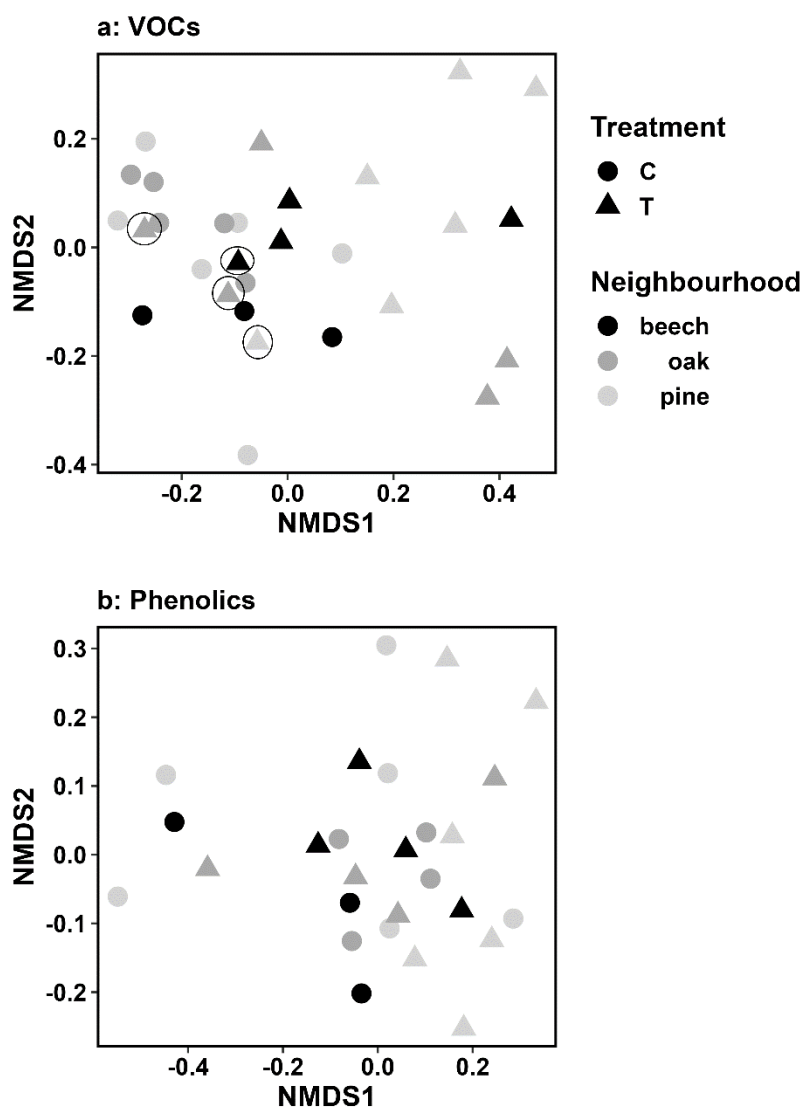 a: VOCs
0.2
0.0
-0.2
-0.4
NMDS2
-0.2
0.0
0.2
0.4
NMDS1
Treatment
C
T
Neighbourhood
beech
oak
pine
b: Phenolics
0.3
0.2
0.1
0.0
-0.1
-0.2
NMDS2
-0.4
-0.2
0.0
0.2
NMDS1